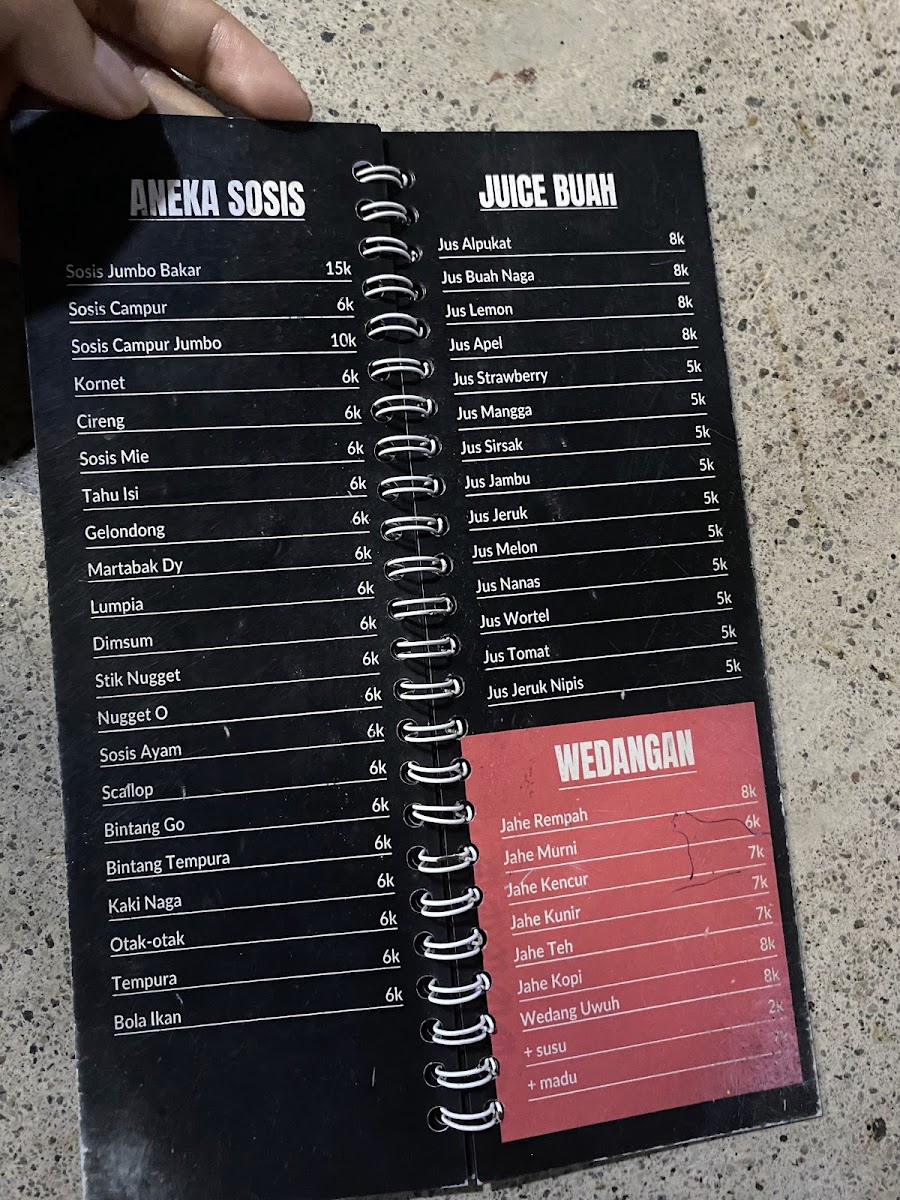 ANEKA SOSIS
Sosis Jumbo Bakar 15k
Sosis Campur 6k
Sosis Campur Jumbo 10k
Kornet 6k
Cireng 6k
Sosis Mie 6k
Tahu Isi 6k
Gelondong 6k
Martabak Dy 6k
Lumpia 6k
Dimsum 6k
Stik Nugget 6k
Nugget O 6k
Sosis Ayam 6k
Scallop 6k
Bintang Go 6k
Bintang Tempura 6k
Kaki Naga 6k
Otak-otak 6k
Tempura 6k
Bola Ikan 6k
JUICE BUAH
Jus Alpukat 8k
Jus Buah Naga 8k
Jus Lemon 8k
Jus Apel 8k
Jus Strawberry 5k
Jus Mangga 5k
Jus Sirsak 5k
Jus Jambu 5k
Jus Jeruk 5k
Jus Melon 5k
Jus Nanas 5k
Jus Wortel 5k
Jus Tomat 5k
Jus Jeruk Nipis 5k
WEDANGAN
Jahe Rempah 8k
Jahe Murni 6k
Jahe Kencur 7k
Jahe Kunir 7k
Jahe Teh 7k
Jahe Kopi 8k
Wedang Uwuh 8k
+ susu 2k
+ madu